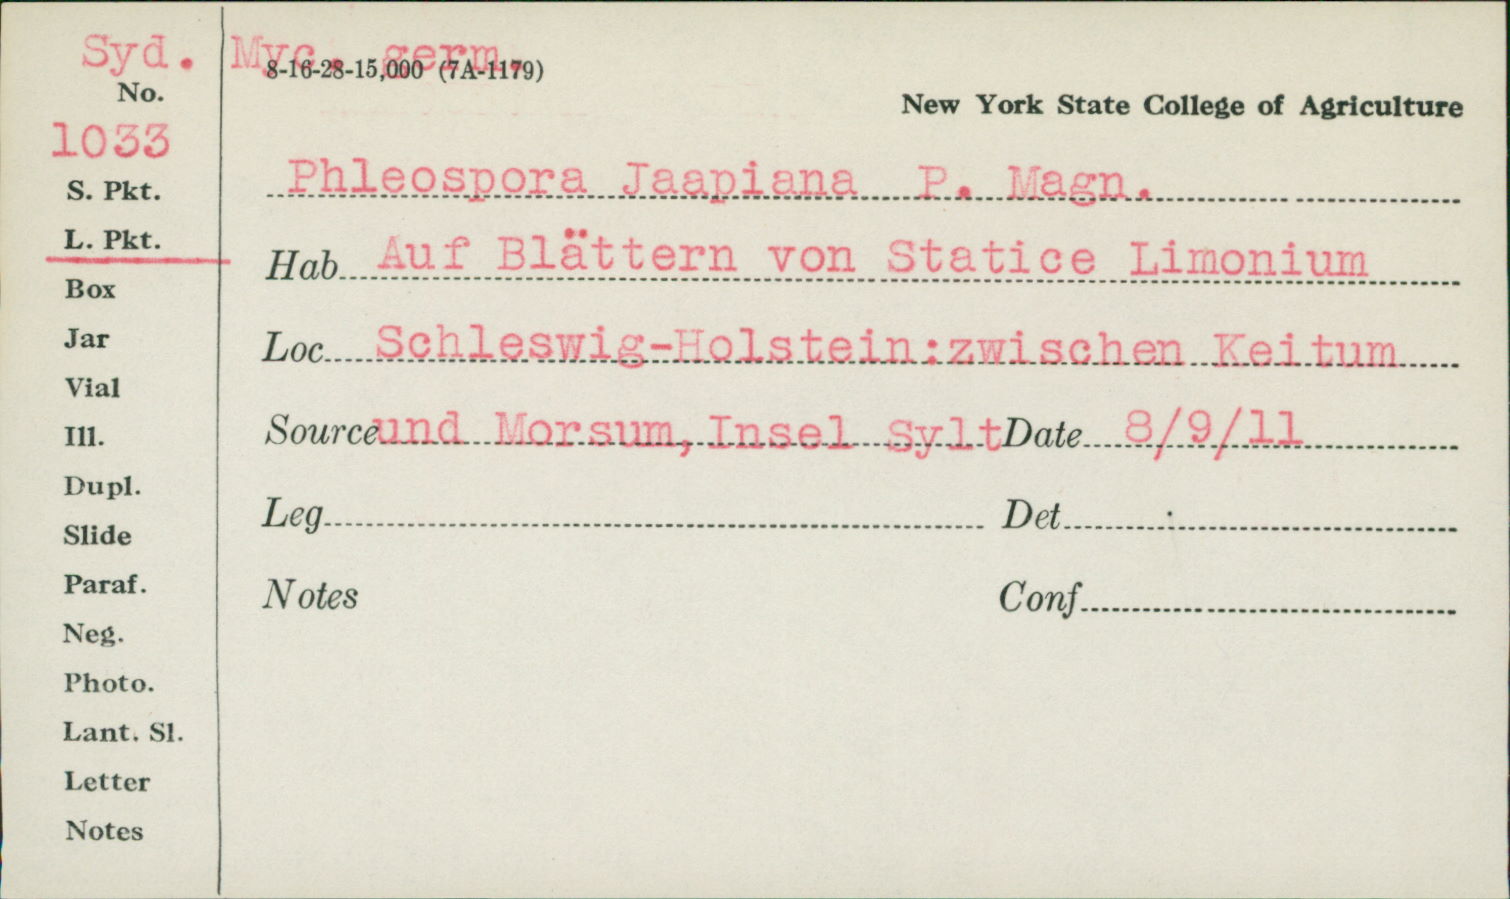 Syd. Myc. germ.
8-16-28-15,000 (7A-1179)
No.
1033
New York State College of Agriculture
S. Pkt.
Phleospora Jaapiana P. Magn.
L. Pkt.
Hab Auf Blättern von Statice Limonium
Box
Jar
Loc Schleswig-Holstein:zwischen Keitum
Vial
Ill.
Source und Morsum, Insel Sylt Date 8/9/11
Dupl.
Slide
Leg Det
Paraf.
Notes Conf
Neg.
Photo.
Lant. Sl.
Letter
Notes